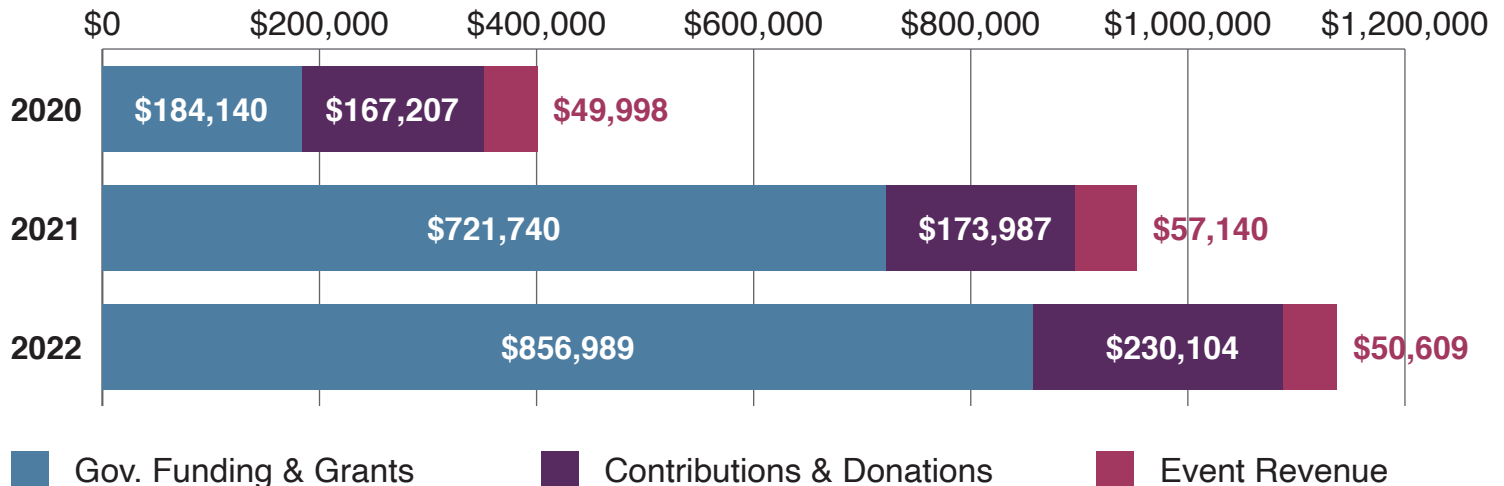 $0 $200,000 $400,000 $600,000 $800,000 $1,000,000 $1,200,000
2020 $184,140 $167,207 $49,998
2021 $721,740 $173,987 $57,140
2022 $856,989 $230,104 $50,609
Gov. Funding & Grants Contributions & Donations Event Revenue